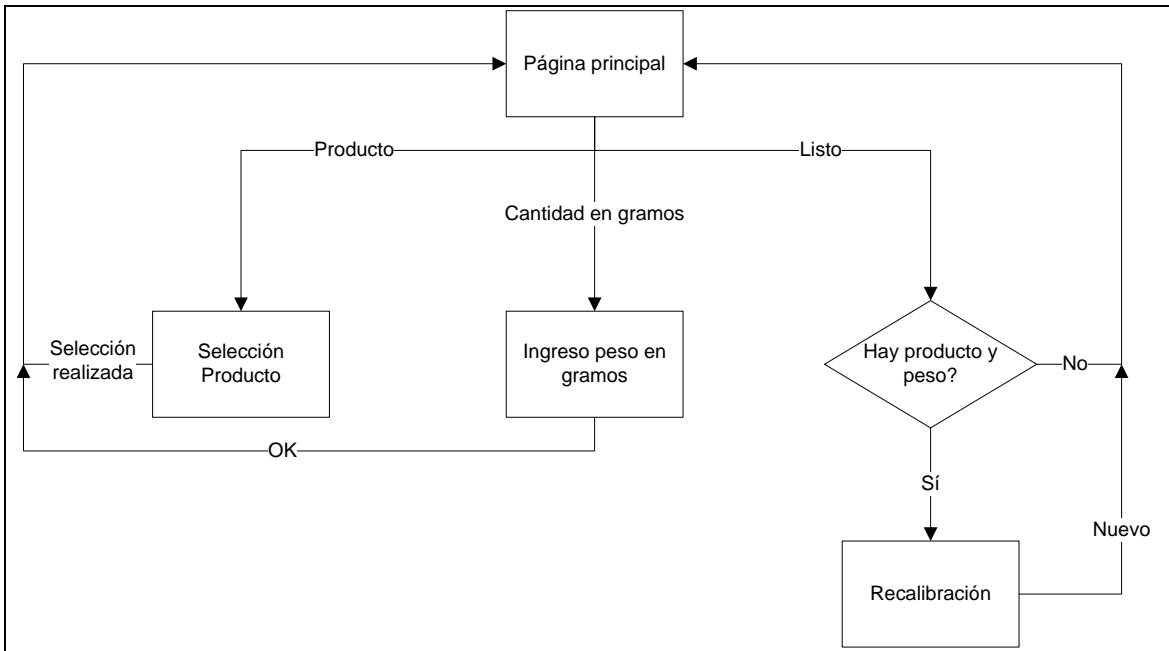 Página principal
Producto
Listo
Cantidad en gramos
Selección
realizada
Selección
Producto
Ingreso peso en
gramos
Hay producto y
peso?
No
OK
Sí
Nuevo
Recalibración